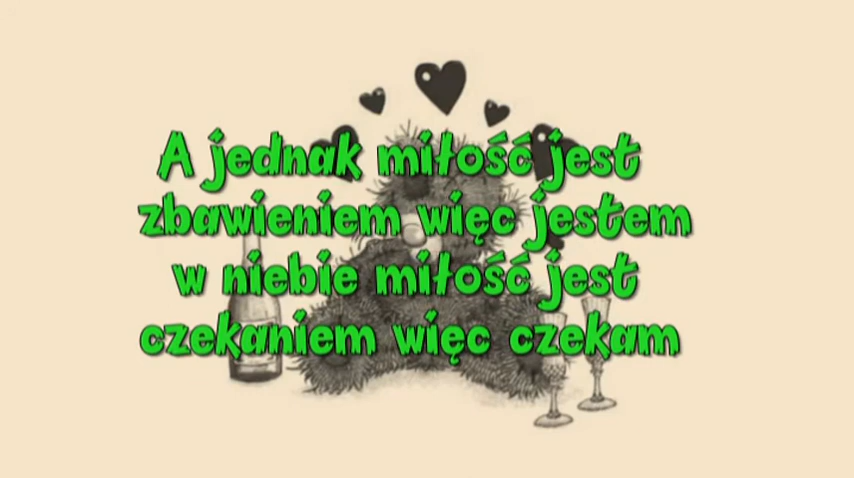 A jednak miłość jest
zbawieniem więc jestem
w niebie miłość jest
czekaniem więc czekam